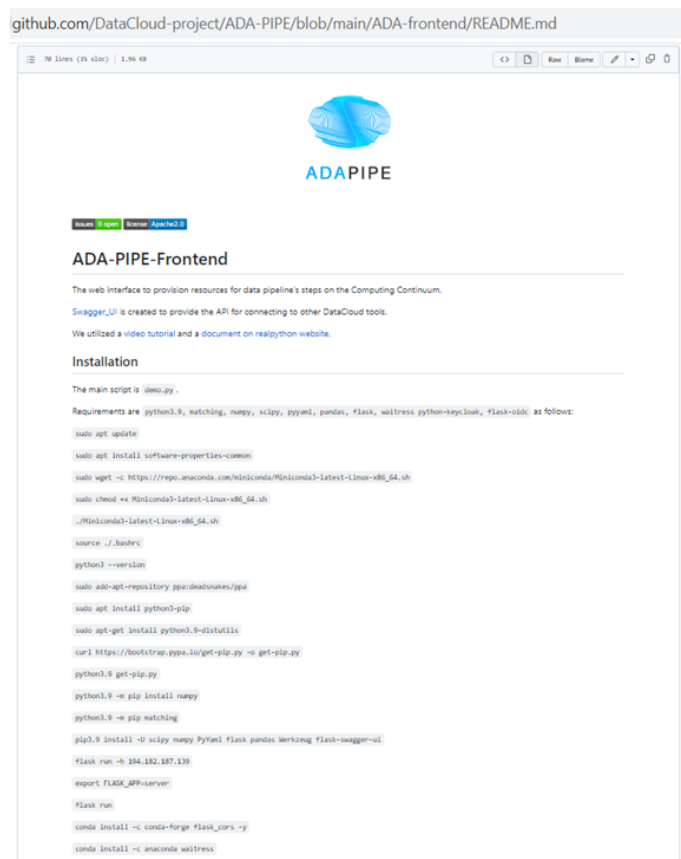 github.com/DataCloud-project/ADA-PIPE/blob/main/ADA-frontend/README.md
70 lines (35 sloc) | 1.96 KB
Raw Blame
ADAPIPE
issues 0 open license Apache2.0
ADA-PIPE-Frontend
The web interface to provision resources for data pipeline's steps on the Computing Continuum.
Swagger_UI is created to provide the API for connecting to other DataCloud tools.
We utilized a video tutorial and a document on realpython website.
Installation
The main script is demo.py .
Requirements are python3.9, matching, numpy, scipy, pyyaml, pandas, flask, waitress python-keycloak, flask-oidc as follows:
sudo apt update
sudo apt install software-properties-common
sudo wget -c https://repo.anaconda.com/miniconda/Miniconda3-latest-Linux-x86_64.sh
sudo chmod +x Miniconda3-latest-Linux-x86_64.sh
./Miniconda3-latest-Linux-x86_64.sh
source ./.bashrc
python3 --version
sudo add-apt-repository ppa:deadsnakes/ppa
sudo apt install python3-pip
sudo apt-get install python3.9-distutils
curl https://bootstrap.pypa.io/get-pip.py -o get-pip.py
python3.9 get-pip.py
python3.9 -m pip install numpy
python3.9 -m pip matching
pip3.9 install -U scipy numpy PyYaml flask pandas Werkzeug flask-swagger-ui
flask run -h 194.182.187.139
export FLASK_APP=server
flask run
conda install -c conda-forge flask_cors -y
conda install -c anaconda waitress